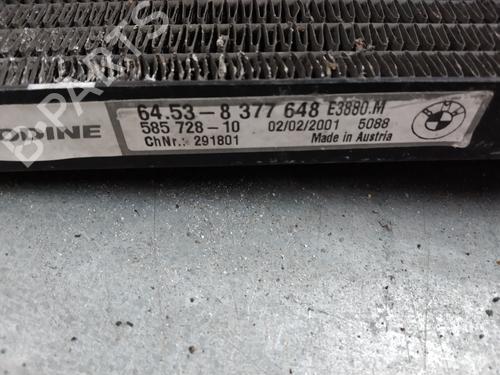 64.53-8 377 648 E3880.M
585 728-10 02/02/2001 5088
ChNr.: 291801 Made in Austria
ODINE
BMW
B-PARTS